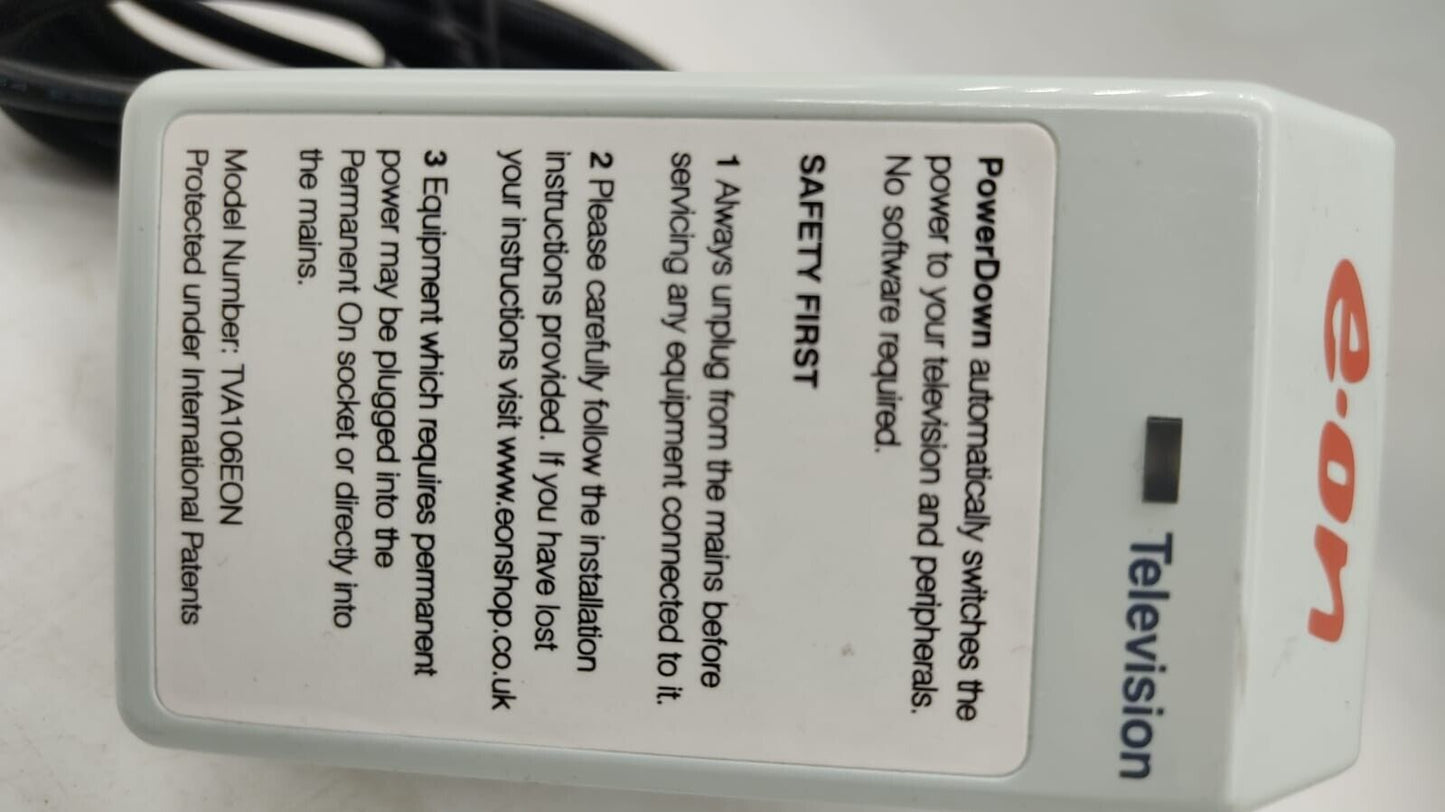 e·on
Television
PowerDown automatically switches the
power to your television and peripherals.
No software required.
SAFETY FIRST
1 Always unplug from the mains before
servicing any equipment connected to it.
2 Please carefully follow the installation
instructions provided. If you have lost
your instructions visit www.eonshop.co.uk
3 Equipment which requires permanent
power may be plugged into the
Permanent On socket or directly into
the mains.
Model Number: TVA106EON
Protected under International Patents